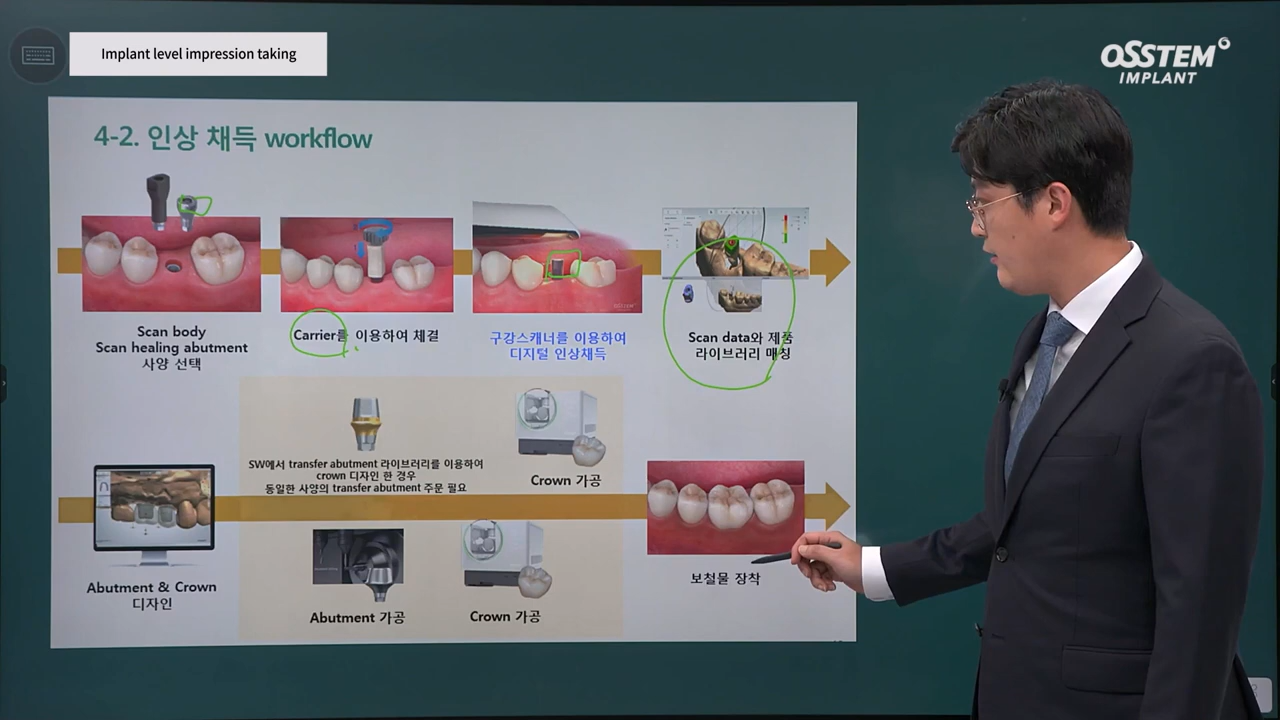 Implant level impression taking
OSSTEM
IMPLANT
4-2. 인상 채득 workflow
Scan body
Scan healing abutment
사양 선택
Carrier를 이용하여 체결
OSSTEM
구강스캐너를 이용하여
디지털 인상채득
Scan data와 제품
라이브러리 매칭
Abutment & Crown
디자인
SW에서 transfer abutment 라이브러리를 이용하여
crown 디자인 한 경우
동일한 사양의 transfer abutment 주문 필요
Crown 가공
Abutment 가공
Crown 가공
보철물 장착